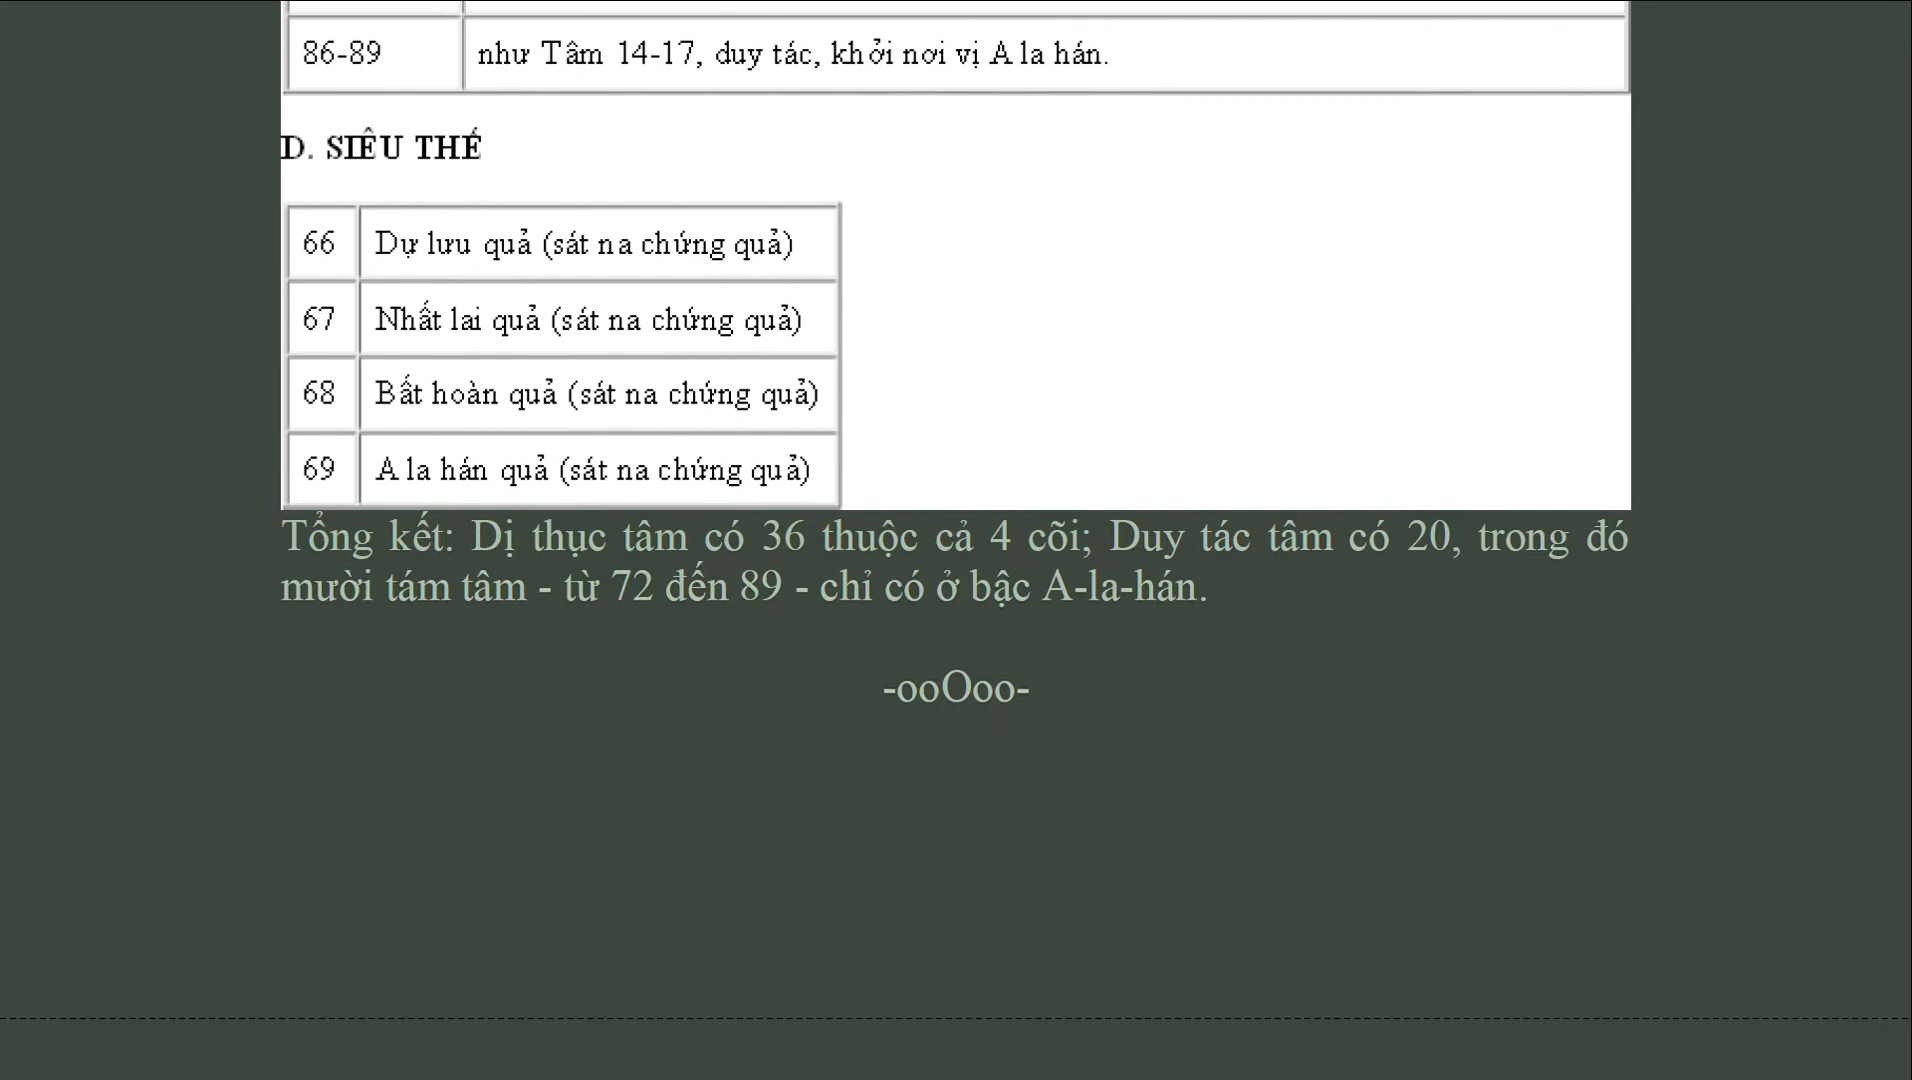 86-89 như Tâm 14-17, duy tác, khởi nơi vị A la hán.
D. SIÊU THẾ
66 Dự lưu quả (sát na chứng quả)
67 Nhất lai quả (sát na chứng quả)
68 Bất hoàn quả (sát na chứng quả)
69 A la hán quả (sát na chứng quả)
Tổng kết: Dị thục tâm có 36 thuộc cả 4 cõi; Duy tác tâm có 20, trong đó
mười tám tâm - từ 72 đến 89 - chỉ có ở bậc A-la-hán.
-ooOoo-